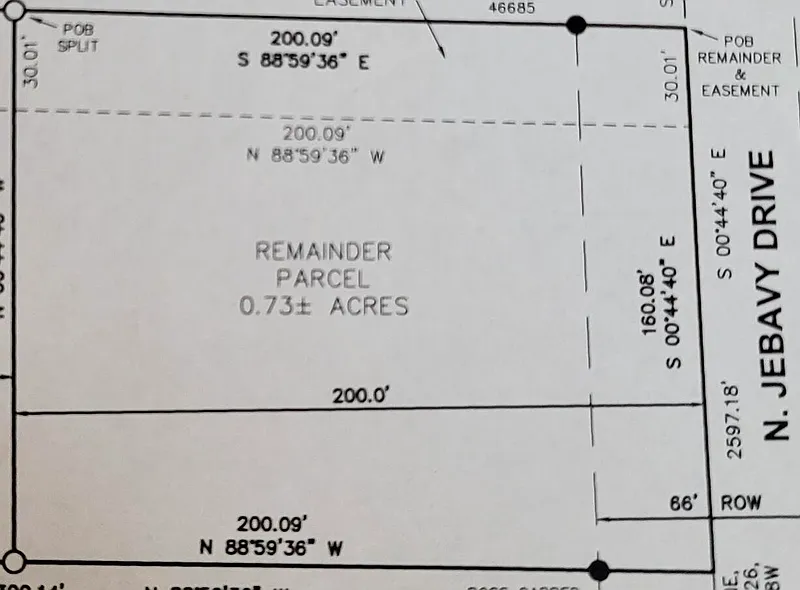 EASEMENT
46685
POB
SPLIT
200.09'
S 88°59'36" E
30.01'
30.01'
POB
REMAINDER
&
EASEMENT
200.09'
N 88°59'36" W
REMAINDER
PARCEL
0.73± ACRES
160.08'
S 00°44'40" E
S 00°44'40" E
2597.18'
N. JEBAVY DRIVE
200.0'
66' ROW
200.09'
N 88°59'36" W